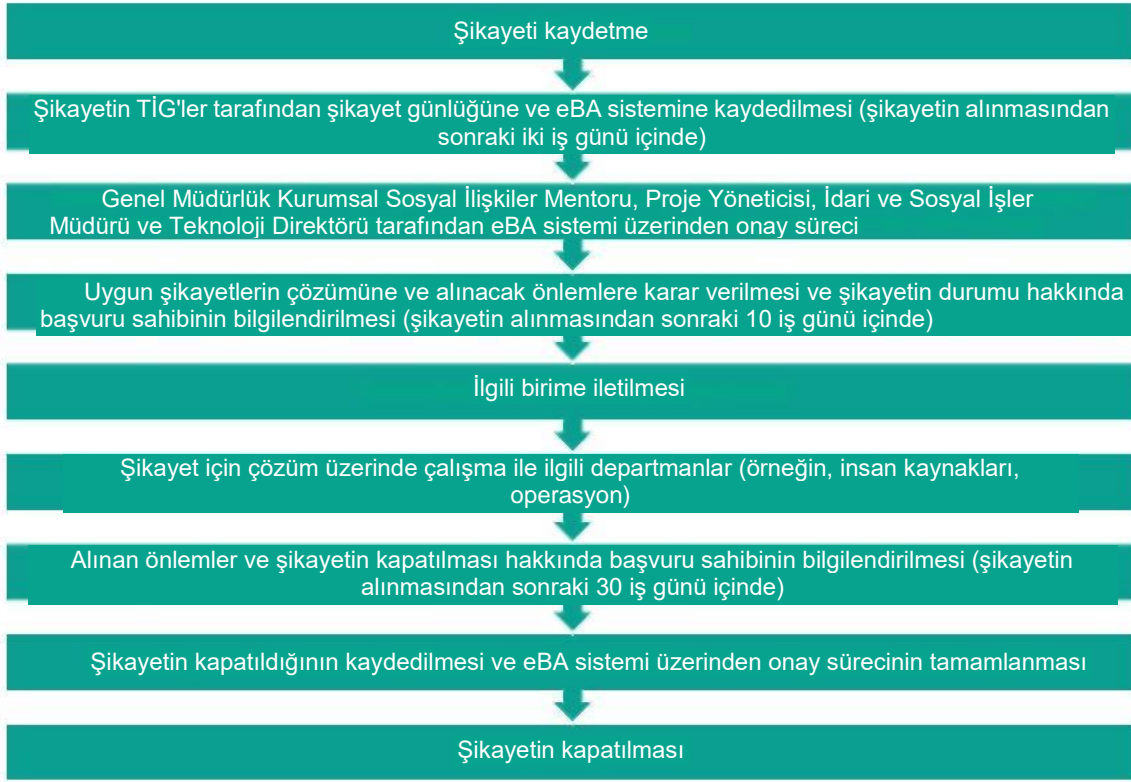 Şikayeti kaydetme
Şikayetin TİG'ler tarafından şikayet günlüğüne ve eBA sistemine kaydedilmesi (şikayetin alınmasından
sonraki iki iş günü içinde)
Genel Müdürlük Kurumsal Sosyal İlişkiler Mentoru, Proje Yöneticisi, İdari ve Sosyal İşler
Müdürü ve Teknoloji Direktörü tarafından eBA sistemi üzerinden onay süreci
Uygun şikayetlerin çözümüne ve alınacak önlemlere karar verilmesi ve şikayetin durumu hakkında
başvuru sahibinin bilgilendirilmesi (şikayetin alınmasından sonraki 10 iş günü içinde)
İlgili birime iletilmesi
Şikayet için çözüm üzerinde çalışma ile ilgili departmanlar (örneğin, insan kaynakları,
operasyon)
Alınan önlemler ve şikayetin kapatılması hakkında başvuru sahibinin bilgilendirilmesi (şikayetin
alınmasından sonraki 30 iş günü içinde)
Şikayetin kapatıldığının kaydedilmesi ve eBA sistemi üzerinden onay sürecinin tamamlanması
Şikayetin kapatılması